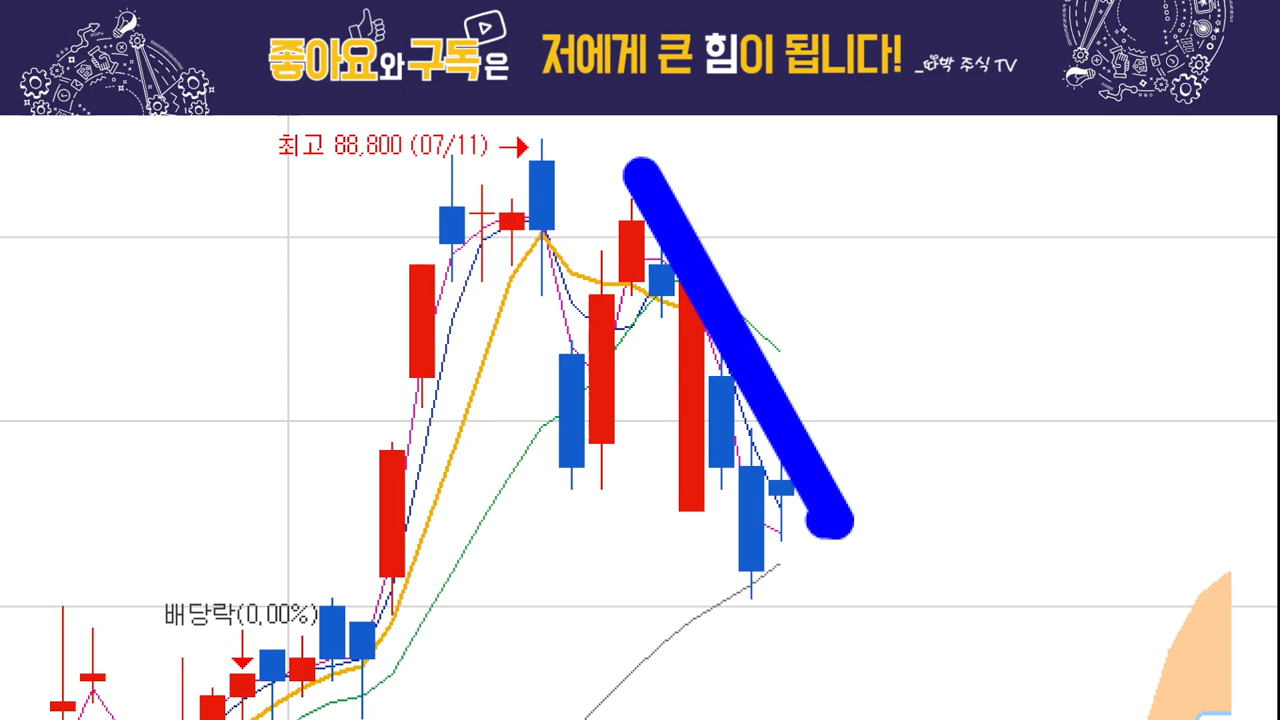 좋아요와구독은 저에게 큰 힘이 됩니다!
박 주식 TV
최고 88,800 (07/11)
배당락(0,00%)